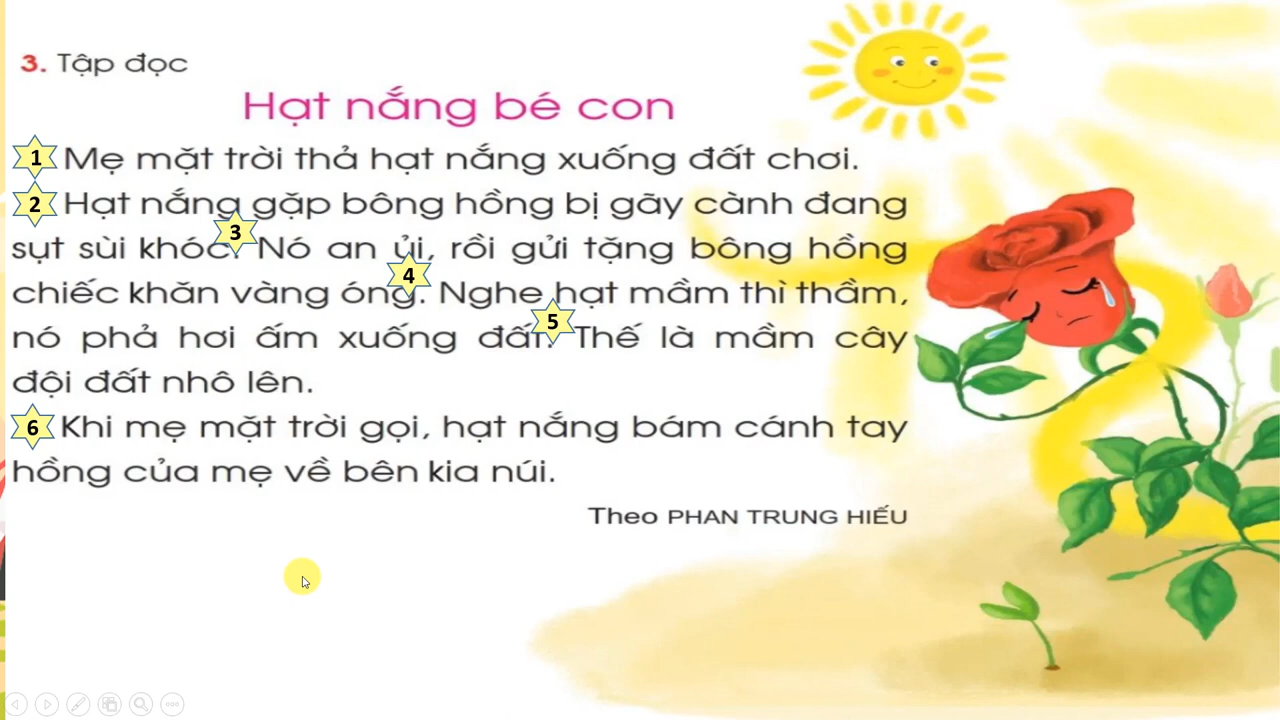 3. Tập đọc
Hạt nắng bé con
1 Mẹ mặt trời thả hạt nắng xuống đất chơi.
2 Hạt nắng gặp bông hồng bị gãy cành đang
sụt sùi khóc. 3 Nó an ủi, rồi gửi tặng bông hồng
chiếc khăn vàng óng. 4 Nghe hạt mầm thì thầm,
nó phả hơi ấm xuống đất. 5 Thế là mầm cây
đội đất nhô lên.
6 Khi mẹ mặt trời gọi, hạt nắng bám cánh tay
hồng của mẹ về bên kia núi.
Theo PHAN TRUNG HIẾU